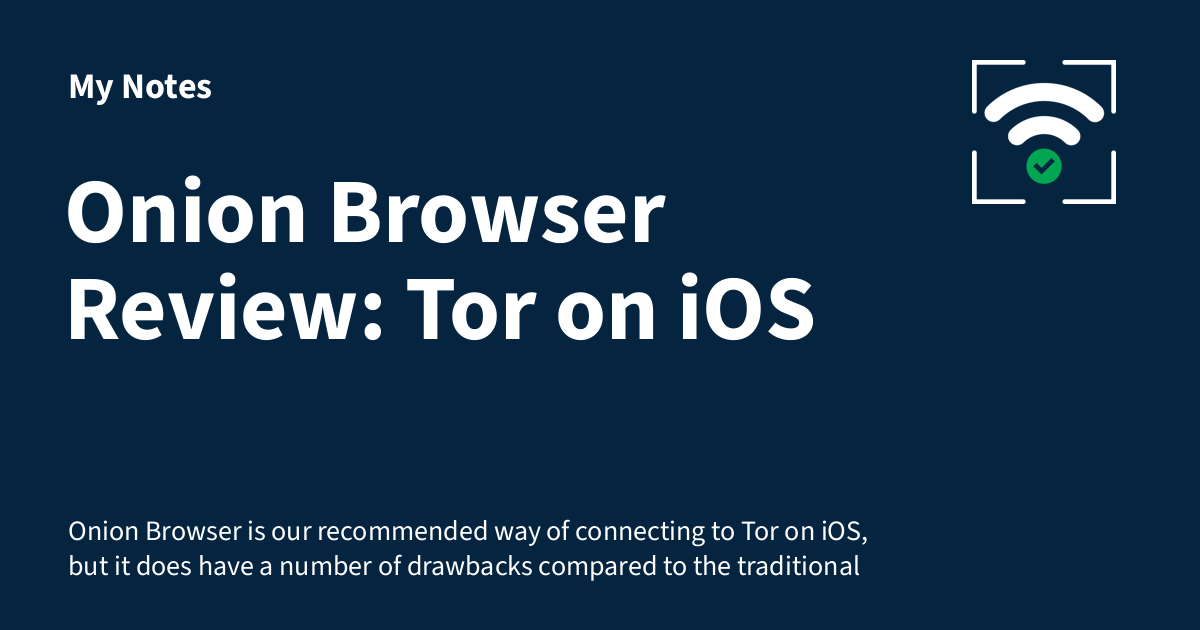 My Notes
Onion Browser
Review: Tor on iOS
Onion Browser is our recommended way of connecting to Tor on iOS,
but it does have a number of drawbacks compared to the traditional